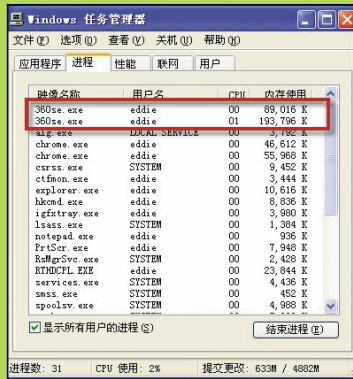 Windows 任务管理器
文件(F) 选项(O) 查看(V) 关机(U) 帮助(H)
应用程序 进程 性能 联网 用户
映像名称 用户名 CPU 内存使用
360se.exe eddie 00 89,016 K
360se.exe eddie 01 193,796 K
alg.exe LOCAL SERVICE 00 3,792 K
chrome.exe eddie 00 46,612 K
chrome.exe eddie 00 55,968 K
csrss.exe SYSTEM 00 9,452 K
ctfmon.exe eddie 00 3,444 K
explorer.exe eddie 00 10,616 K
hkcmd.exe eddie 00 8,836 K
igfxtray.exe eddie 00 3,980 K
lsass.exe SYSTEM 00 1,384 K
notepad.exe eddie 00 936 K
PrtScr.exe eddie 00 7,948 K
RsMgrSvc.exe SYSTEM 00 2,428 K
RTHDCPL.EXE eddie 00 23,844 K
services.exe SYSTEM 00 4,436 K
smss.exe SYSTEM 00 452 K
spoolsv.exe SYSTEM 00 4,988 K
显示所有用户的进程(S) 结束进程(E)
进程数: 31 CPU 使用: 2% 提交更改: 633M / 4882M